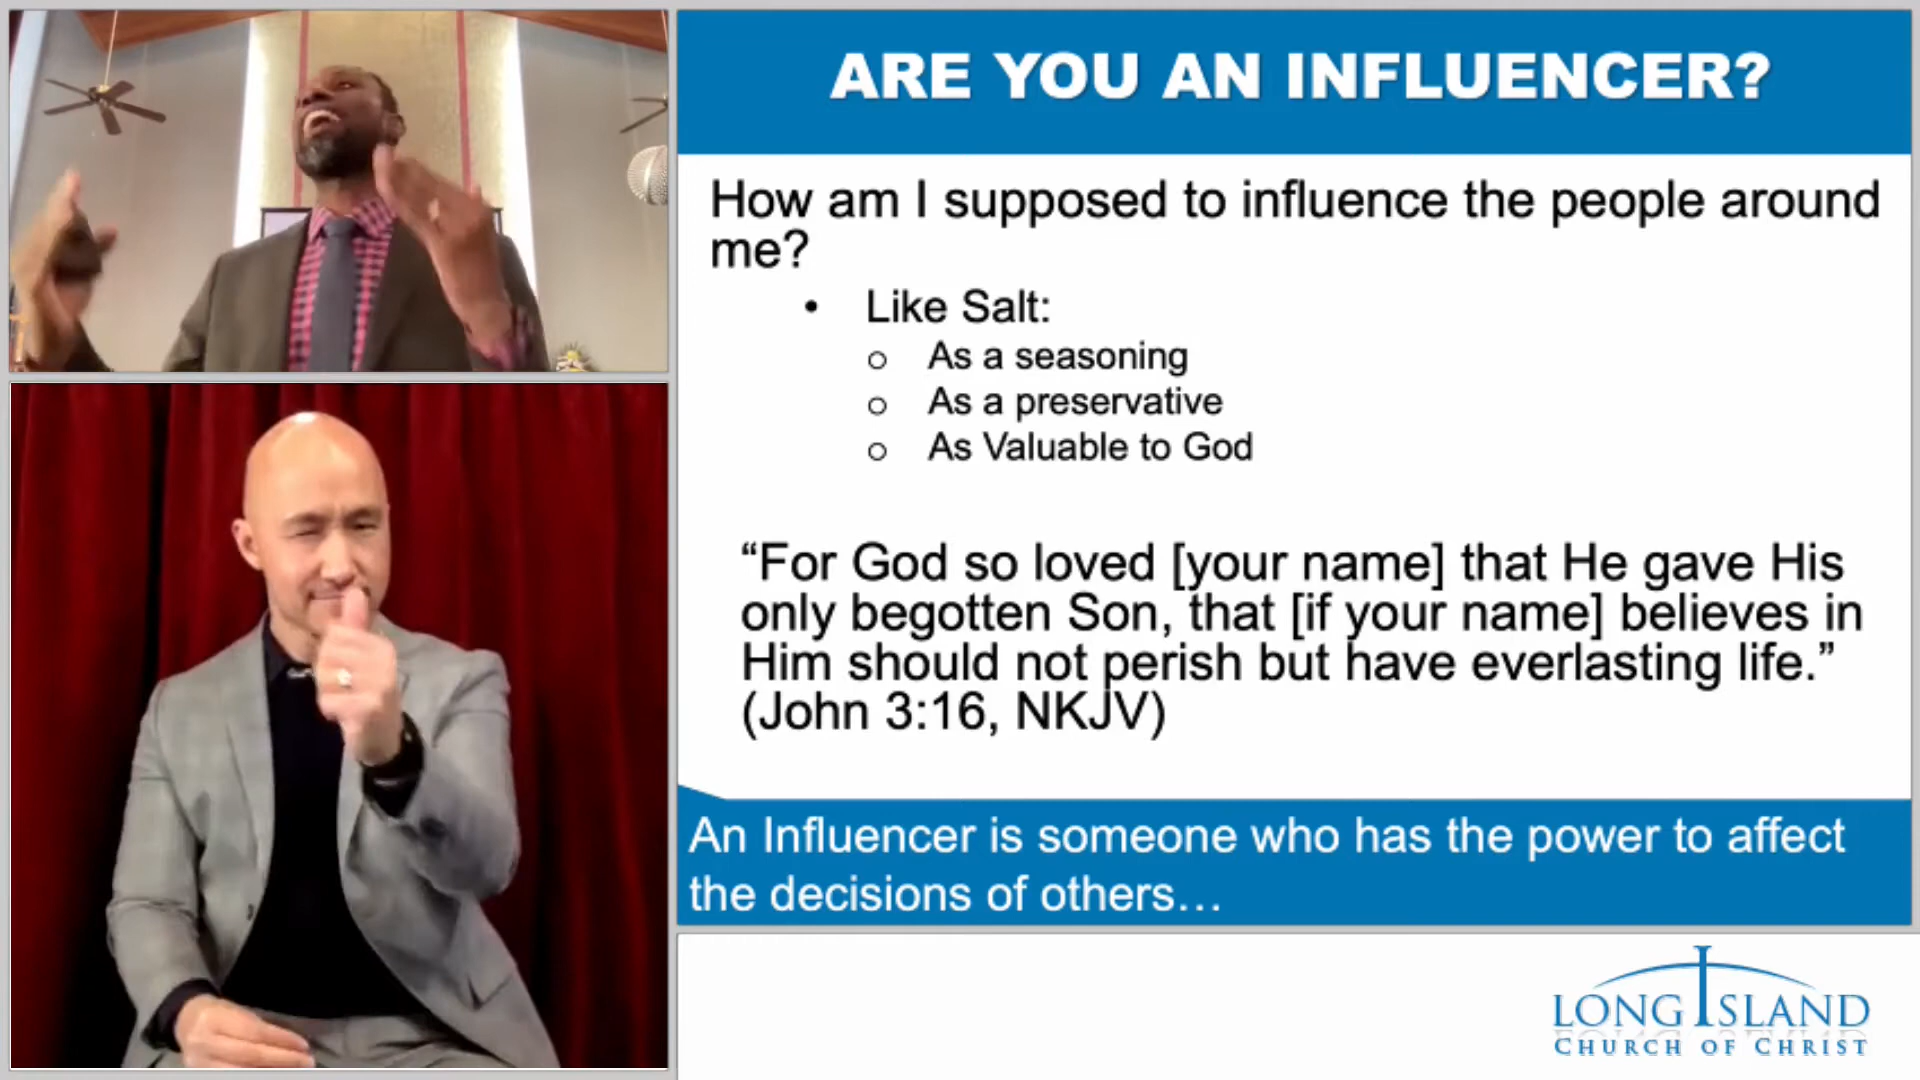 ARE YOU AN INFLUENCER?
How am I supposed to influence the people around
me?
• Like Salt:
o As a seasoning
o As a preservative
o As Valuable to God
“For God so loved [your name] that He gave His
only begotten Son, that [if your name] believes in
Him should not perish but have everlasting life.”
(John 3:16, NKJV)
An Influencer is someone who has the power to affect
the decisions of others…
LONG ISLAND
CHURCH OF CHRIST